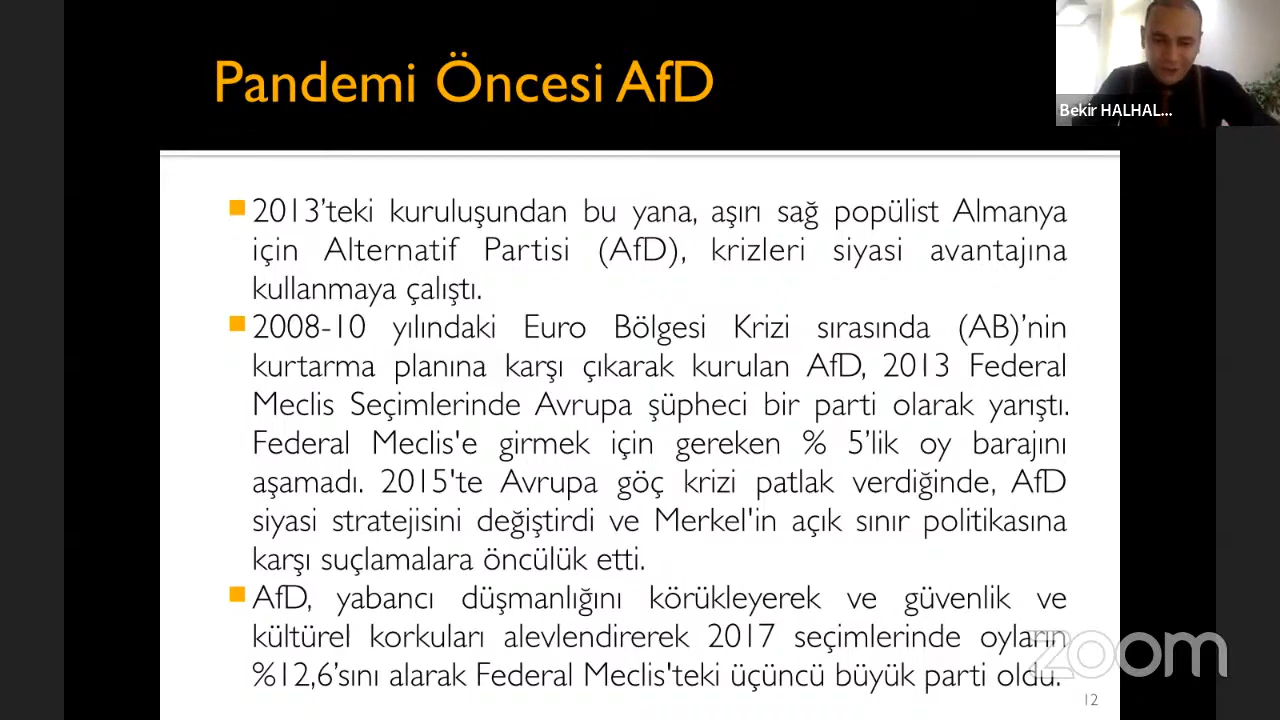 Pandemi Öncesi AfD
Bekir HALHAL...
2013’teki kuruluşundan bu yana, aşırı sağ popülist Almanya
için Alternatif Partisi (AfD), krizleri siyasi avantajına
kullanmaya çalıştı.
2008-10 yılındaki Euro Bölgesi Krizi sırasında (AB)’nin
kurtarma planına karşı çıkarak kurulan AfD, 2013 Federal
Meclis Seçimlerinde Avrupa şüpheci bir parti olarak yarıştı.
Federal Meclis'e girmek için gereken % 5’lik oy barajını
aşamadı. 2015'te Avrupa göç krizi patlak verdiğinde, AfD
siyasi stratejisini değiştirdi ve Merkel'in açık sınır politikasına
karşı suçlamalara öncülük etti.
AfD, yabancı düşmanlığını körükleyerek ve güvenlik ve
kültürel korkuları alevlendirerek 2017 seçimlerinde oyların
%12,6’sını alarak Federal Meclis'teki üçüncü büyük parti oldu.
zoom
12